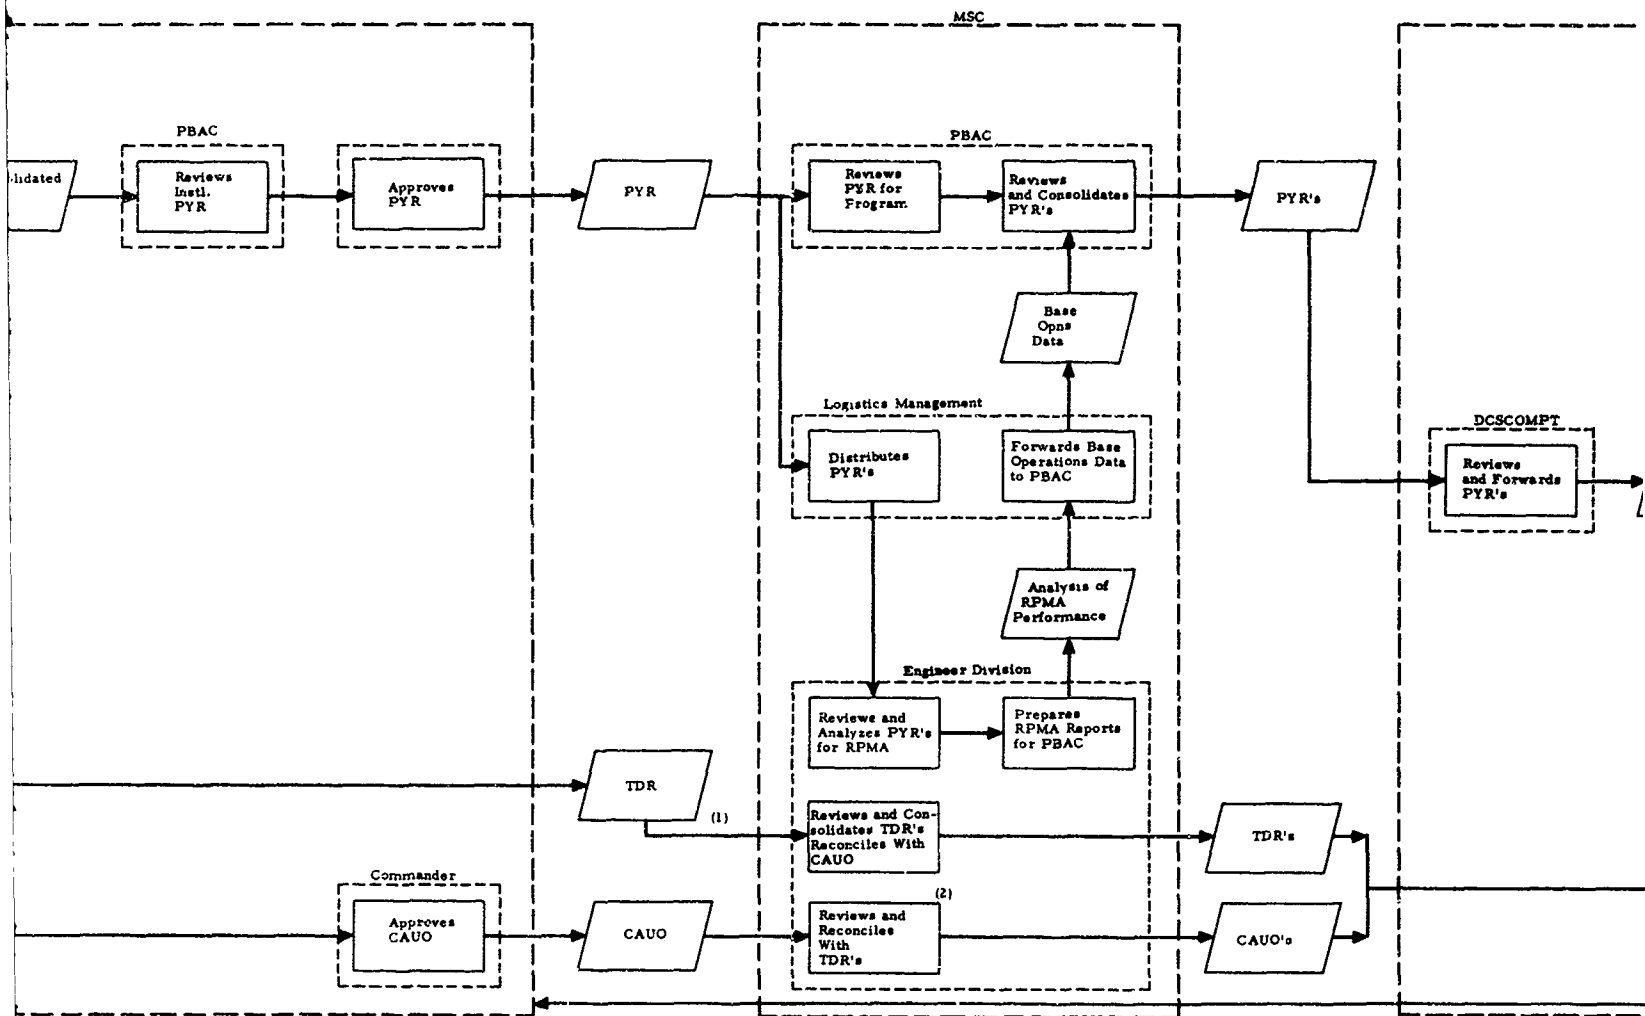 MSC
PBAC
lidated
Reviews
Instl.
PYR
Approves
PYR
PYR
PBAC
Reviews
PYR for
Program
Reviews
and Consolidates
PYR's
PYR's
Base
Opns
Data
Logistics Management
Distributes
PYR's
Forwards Base
Operations Data
to PBAC
DCSCOMPT
Reviews
and Forwards
PYR's
Analysis of
RPMA
Performance
Engineer Division
Reviews and
Analyzes PYR's
for RPMA
Prepares
RPMA Reports
for PBAC
TDR
(1)
Reviews and Con-
solidates TDR's
Reconciles With
CAUO
TDR's
Commander
Approves
CAUO
CAUO
(2)
Reviews and
Reconciles
With
TDR's
CAUO's